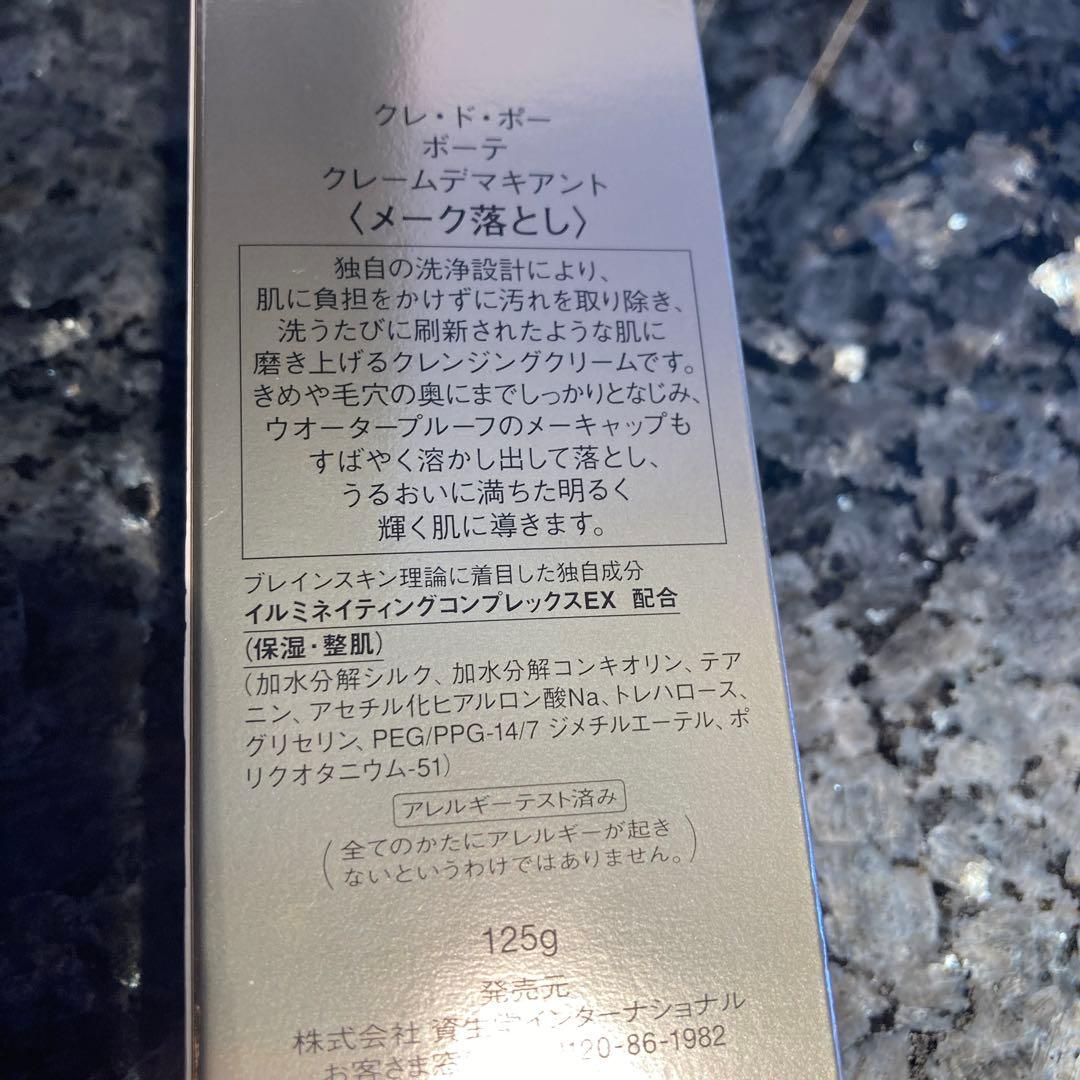 クレ・ド・ポー
ボーテ
クレームデマキアント
〈メーク落とし〉
独自の洗浄設計により、
肌に負担をかけずに汚れを取り除き、
洗うたびに刷新されたような肌に
磨き上げるクレンジングクリームです。
きめや毛穴の奥にまでしっかりとなじみ、
ウオータープルーフのメーキャップも
すばやく溶かし出して落とし、
うるおいに満ちた明るく
輝く肌に導きます。
ブレインスキン理論に着目した独自成分
イルミネイティングコンプレックスEX 配合
(保湿・整肌)
(加水分解シルク、加水分解コンキオリン、テア
ニン、アセチル化ヒアルロン酸Na、トレハロース、
グリセリン、PEG/PPG-14/7 ジメチルエーテル、ポ
リクオタニウム-51)
アレルギーテスト済み
(全てのかたにアレルギーが起き
ないというわけではありません。)
125g
発売元
株式会社 資生堂インターナショナル
お客さま窓 120-86-1982